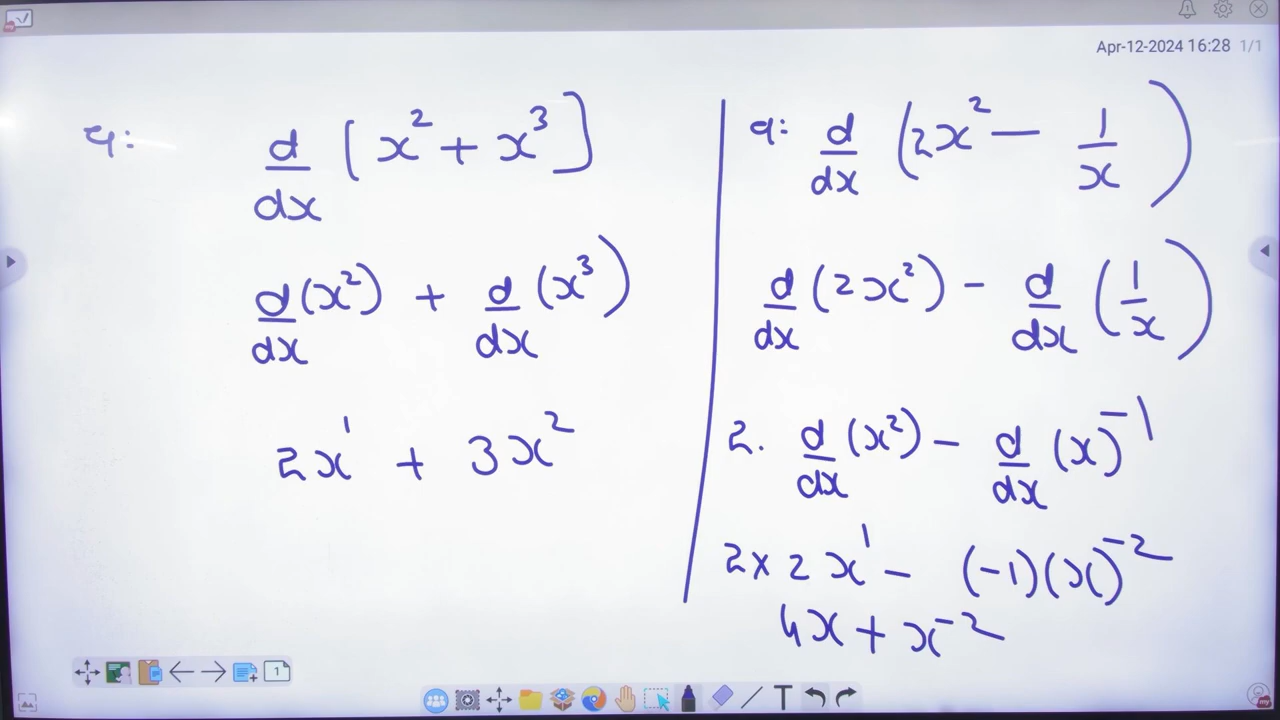 Apr-12-2024 16:28 1/1
q: d/dx [x² + x³]
d/dx (x²) + d/dx (x³)
2x¹ + 3x²
q: d/dx (2x² — 1/x)
d/dx (2x²) - d/dx (1/x)
2. d/dx (x²) - d/dx (x)⁻¹
2 x 2x¹ - (-1)(x)⁻²
4x + x⁻²
1
T